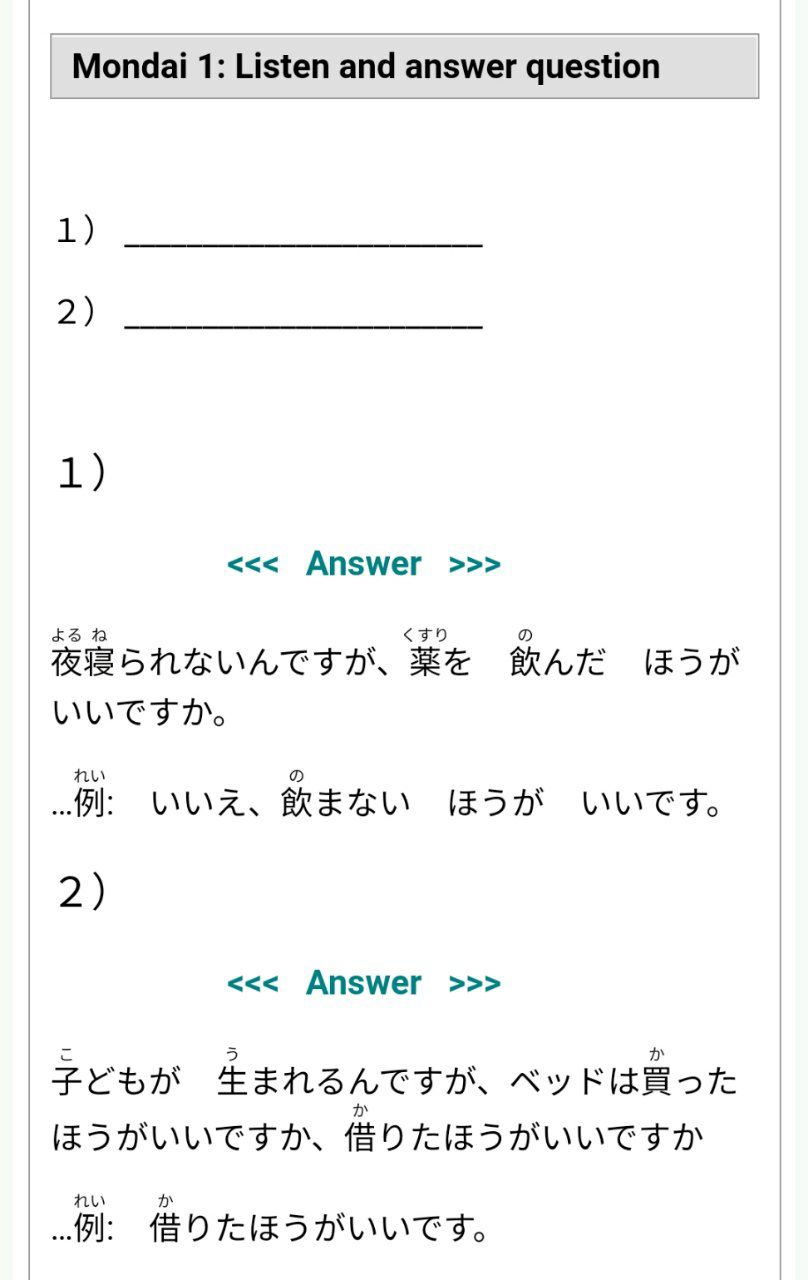 Mondai 1: Listen and answer question
１） ______________________
２） ______________________
１）
<<< Answer >>>
よる ね くすり の
夜寝られないんですが、薬を　飲んだ　ほうが
いいですか。
れい の
...例:　いいえ、飲まない　ほうが　いいです。
２）
<<< Answer >>>
こ う か
子どもが　生まれるんですが、ベッドは買った
か
ほうがいいですか、借りたほうがいいですか
れい か
...例:　借りたほうがいいです。